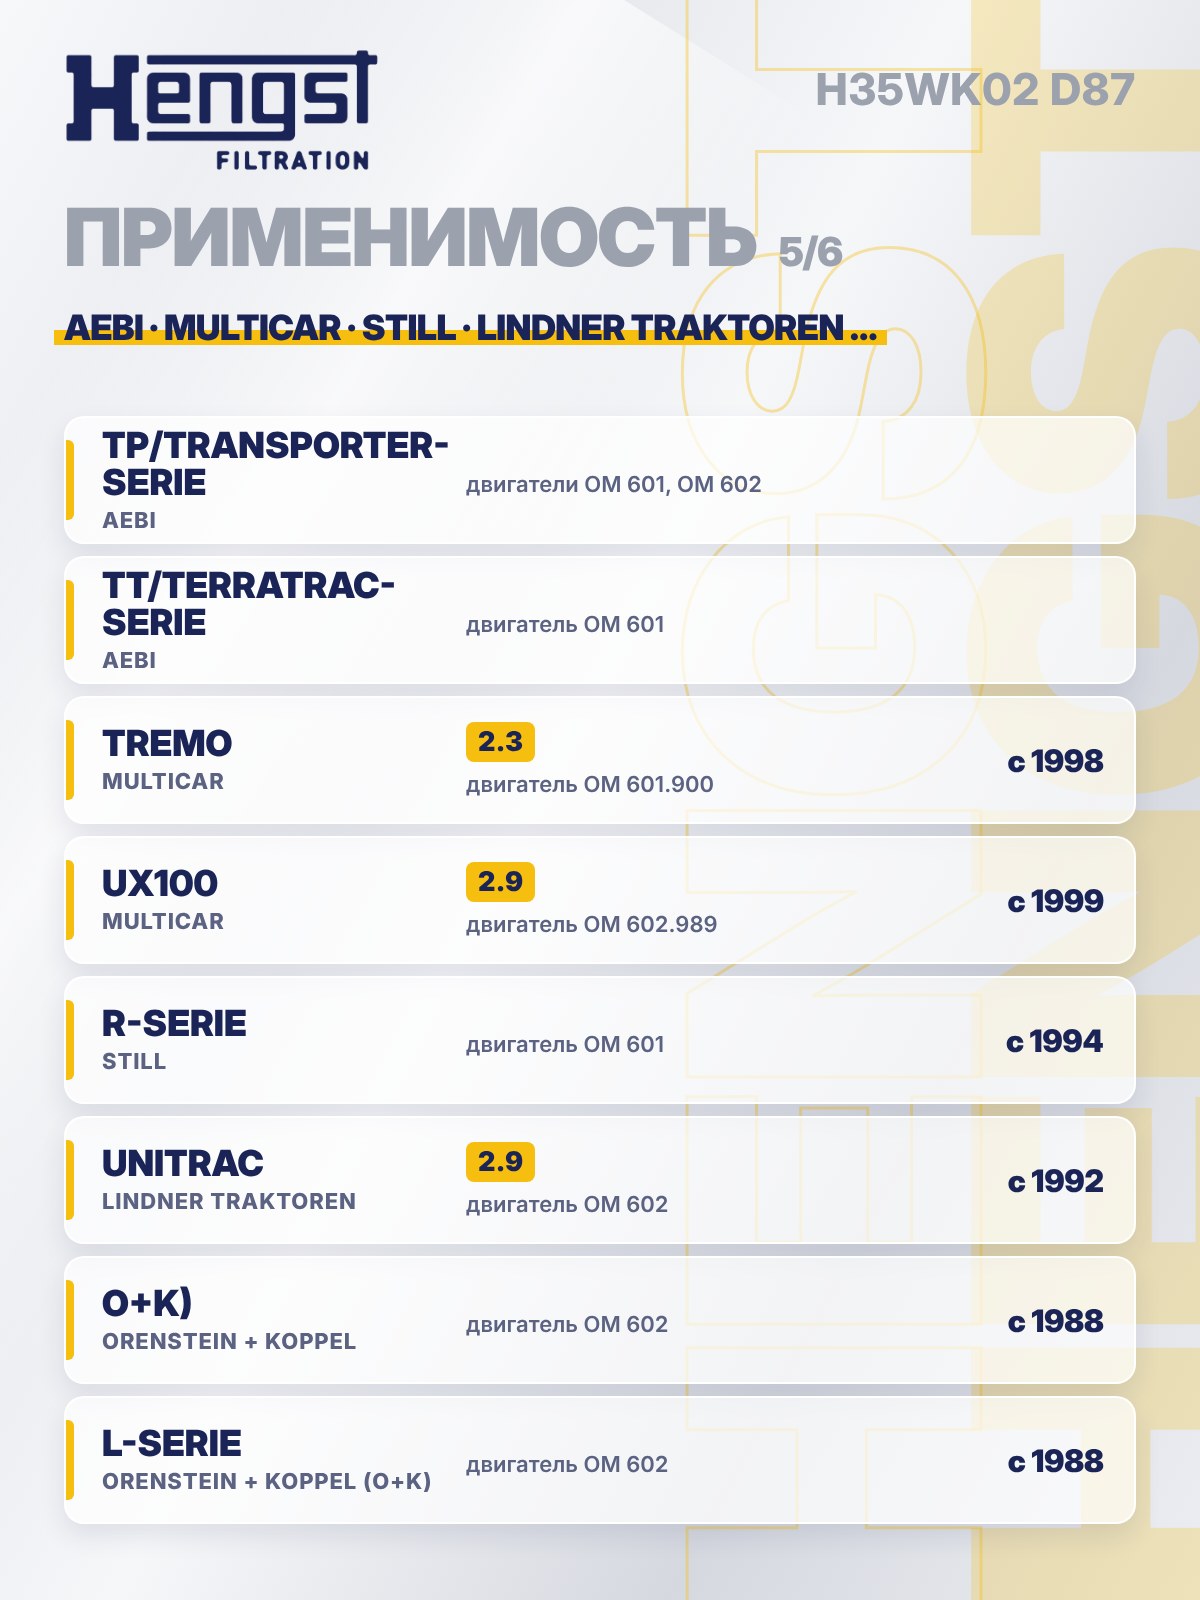 Hengst
FILTRATION
H35WK02 D87
ПРИМЕНИМОСТЬ 5/6
AEBI · MULTICAR · STILL · LINDNER TRAKTOREN ...
TP/TRANSPORTER-
SERIE
AEBI
двигатели OM 601, OM 602
TT/TERRATRAC-
SERIE
AEBI
двигатель OM 601
TREMO
MULTICAR
2.3
двигатель OM 601.900
с 1998
UX100
MULTICAR
2.9
двигатель OM 602.989
с 1999
R-SERIE
STILL
двигатель OM 601
с 1994
UNITRAC
LINDNER TRAKTOREN
2.9
двигатель OM 602
с 1992
O+K)
ORENSTEIN + KOPPEL
двигатель OM 602
с 1988
L-SERIE
ORENSTEIN + KOPPEL (O+K)
двигатель OM 602
с 1988
HENGST
HENGST